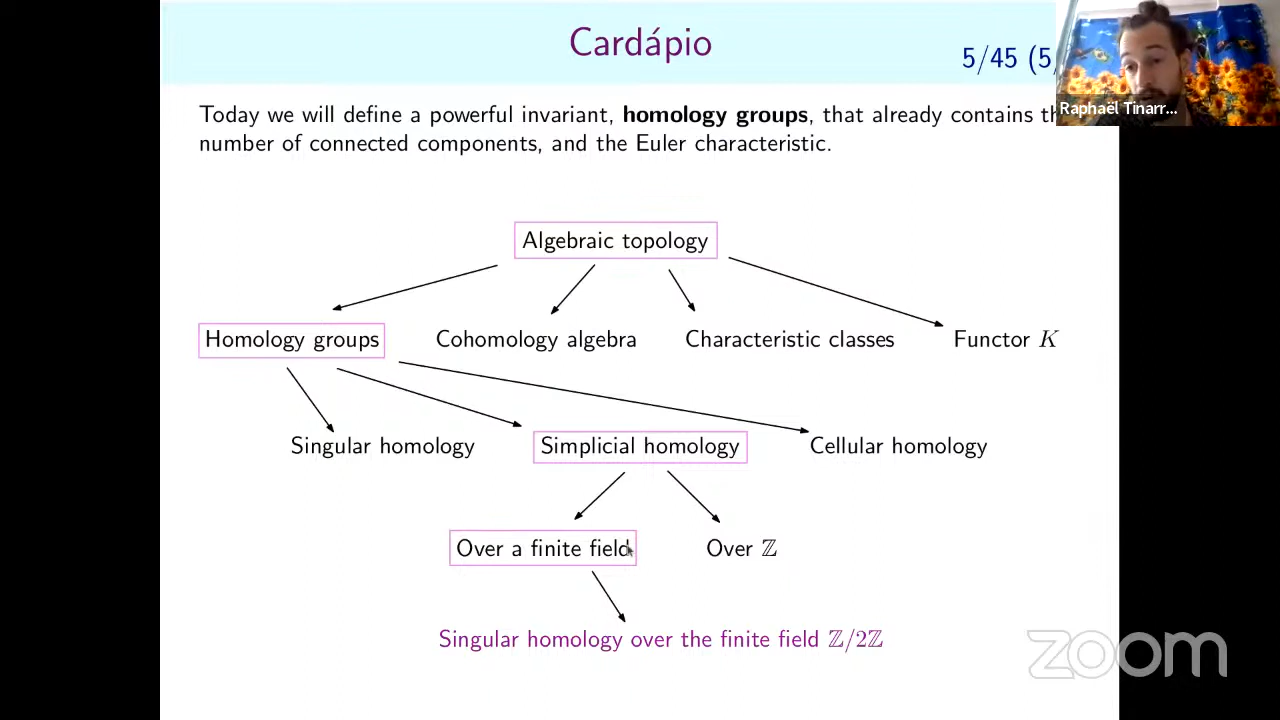 Cardápio
5/45 (5/
Raphaël Tinarr...
Today we will define a powerful invariant, homology groups, that already contains
number of connected components, and the Euler characteristic.
Algebraic topology
Homology groups
Cohomology algebra
Characteristic classes
Functor K
Singular homology
Simplicial homology
Cellular homology
Over a finite field
Over ℤ
Singular homology over the finite field ℤ/2ℤ
zoom